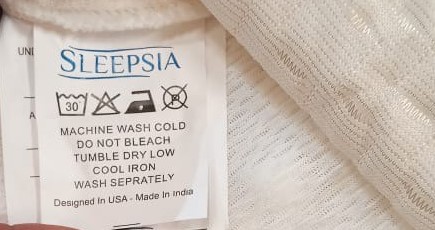 SLEEPSIA
30
MACHINE WASH COLD
DO NOT BLEACH
TUMBLE DRY LOW
COOL IRON
WASH SEPRATELY
Designed In USA - Made In India